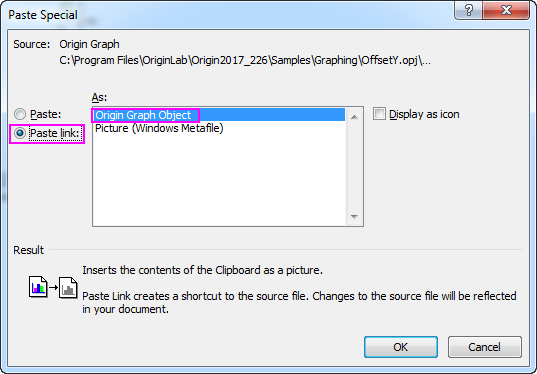 Paste Special
Source: Origin Graph
C:\Program Files\OriginLab\Origin2017_226\Samples\Graphing\OffsetY.opj\...
As:
Paste:
Origin Graph Object
Display as icon
Paste link:
Picture (Windows Metafile)
Result
Inserts the contents of the Clipboard as a picture.
Paste Link creates a shortcut to the source file. Changes to the source file will be reflected
in your document.
OK
Cancel